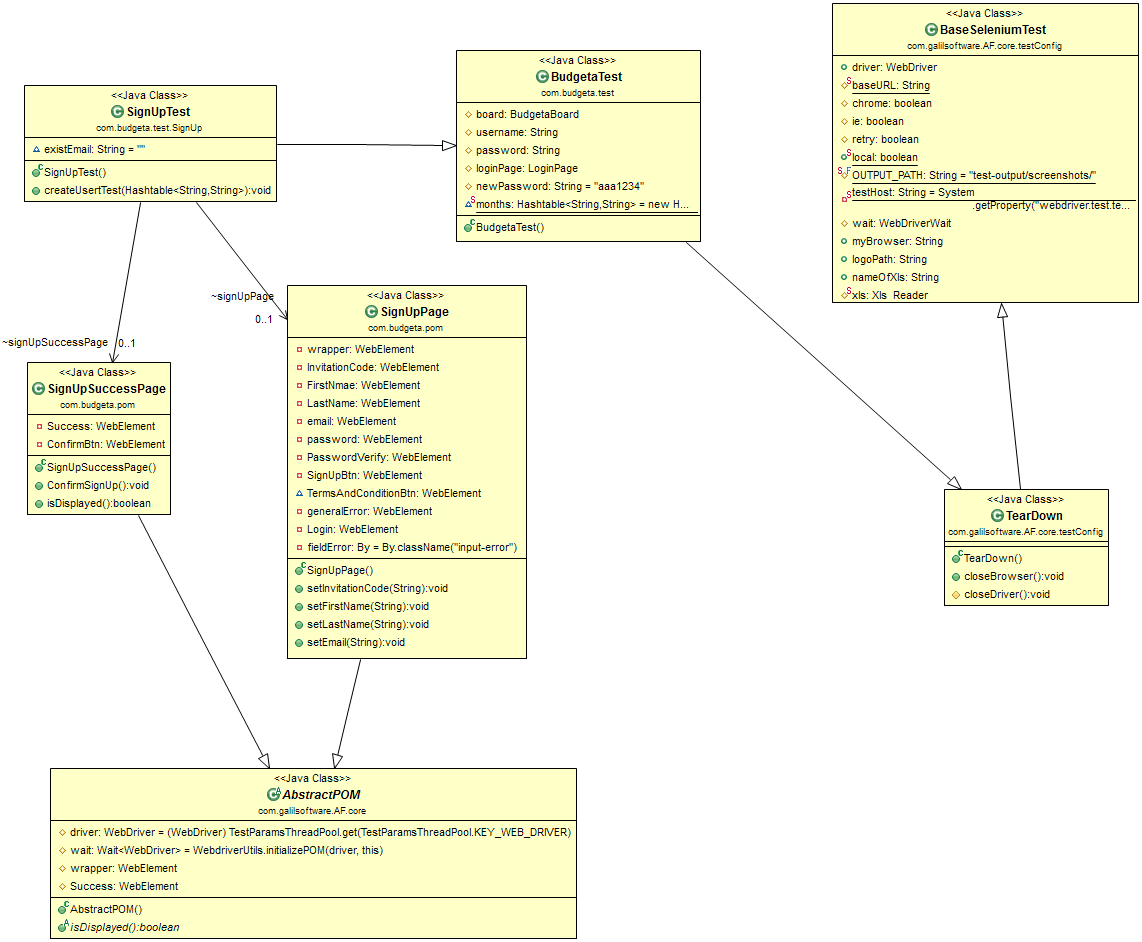 <<Java Class>>
SignUpTest
com.budgeta.test.SignUp
existEmail: String = ""
SignUpTest()
createUsertTest(Hashtable<String,String>):void
<<Java Class>>
BudgetaTest
com.budgeta.test
board: BudgetaBoard
username: String
password: String
loginPage: LoginPage
newPassword: String = "aaa1234"
months: Hashtable<String,String> = new H...
BudgetaTest()
<<Java Class>>
BaseSeleniumTest
com.galilsoftware.AF.core.testConfig
driver: WebDriver
baseURL: String
chrome: boolean
ie: boolean
retry: boolean
local: boolean
OUTPUT_PATH: String = "test-output/screenshots/"
testHost: String = System
.getProperty("webdriver.test.te...
wait: WebDriverWait
myBrowser: String
logoPath: String
nameOfXls: String
xls: Xls_Reader
~signUpPage
0..1
~signUpSuccessPage
0..1
<<Java Class>>
SignUpSuccessPage
com.budgeta.pom
Success: WebElement
ConfirmBtn: WebElement
SignUpSuccessPage()
ConfirmSignUp():void
isDisplayed():boolean
<<Java Class>>
SignUpPage
com.budgeta.pom
wrapper: WebElement
InvitationCode: WebElement
FirstNmae: WebElement
LastName: WebElement
email: WebElement
password: WebElement
PasswordVerify: WebElement
SignUpBtn: WebElement
TermsAndConditionBtn: WebElement
generalError: WebElement
Login: WebElement
fieldError: By = By.className("input-error")
SignUpPage()
setInvitationCode(String):void
setFirstName(String):void
setLastName(String):void
setEmail(String):void
<<Java Class>>
TearDown
com.galilsoftware.AF.core.testConfig
TearDown()
closeBrowser():void
closeDriver():void
<<Java Class>>
AbstractPOM
com.galilsoftware.AF.core
driver: WebDriver = (WebDriver) TestParamsThreadPool.get(TestParamsThreadPool.KEY_WEB_DRIVER)
wait: Wait<WebDriver> = WebdriverUtils.initializePOM(driver, this)
wrapper: WebElement
Success: WebElement
AbstractPOM()
isDisplayed():boolean